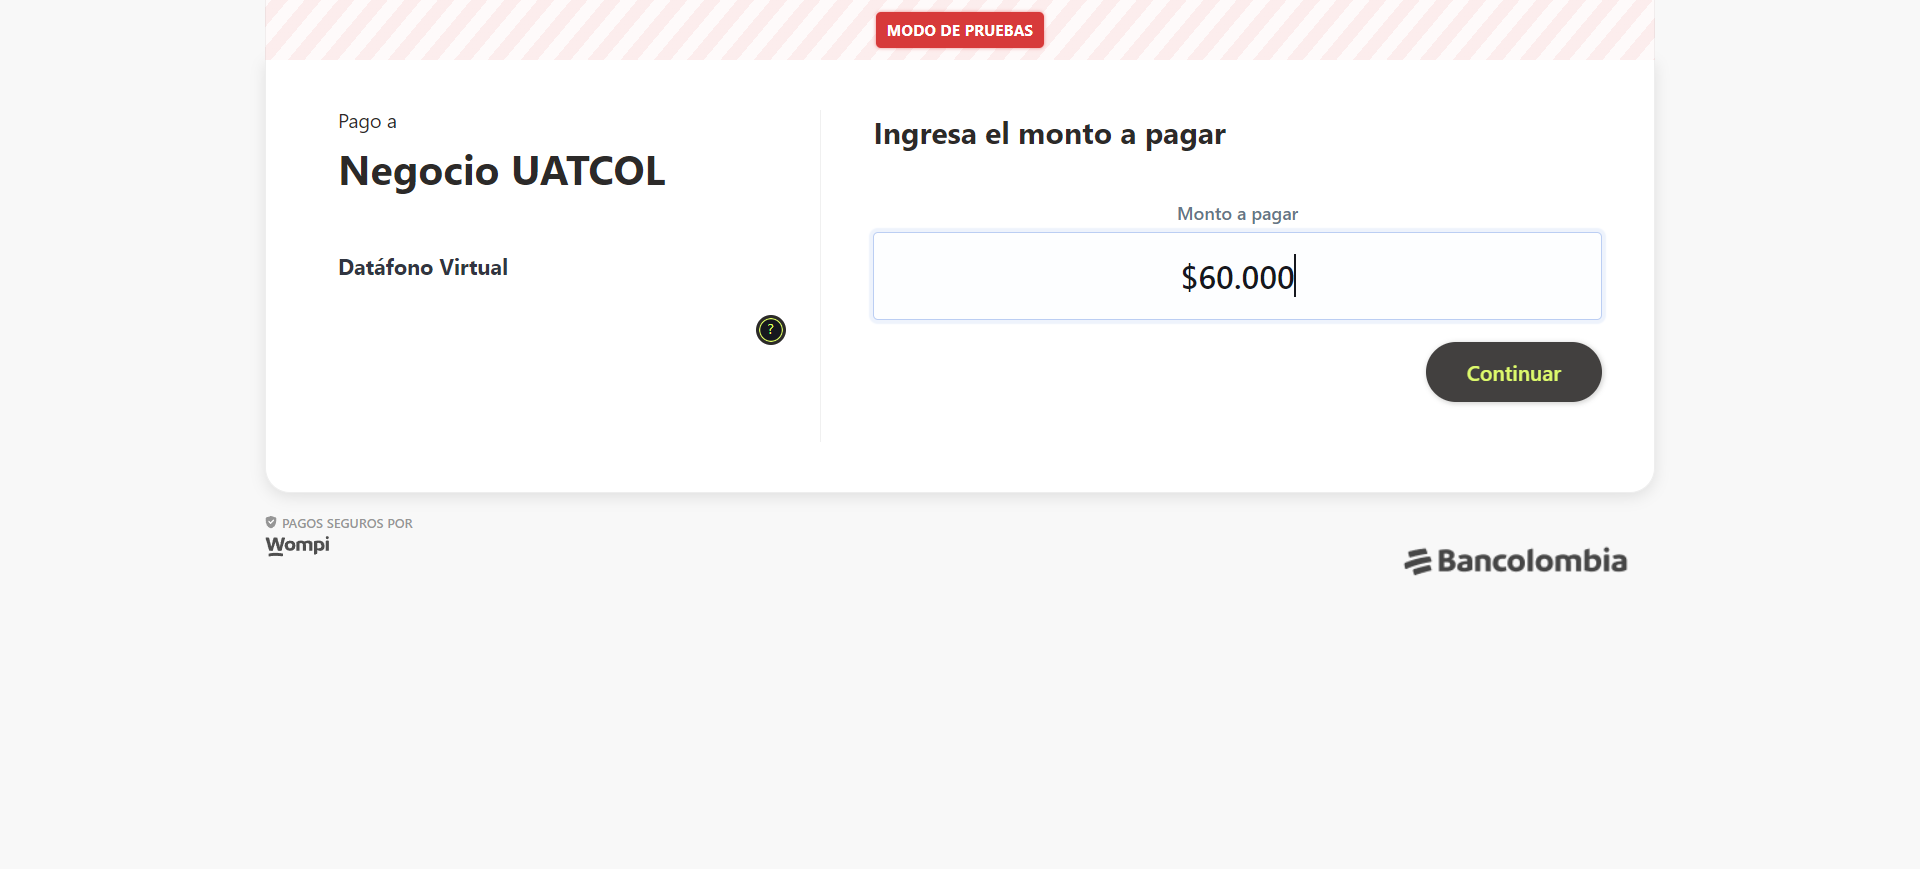 MODO DE PRUEBAS
Pago a
Negocio UATCOL
Datáfono Virtual
?
Ingresa el monto a pagar
Monto a pagar
$60.000
Continuar
PAGOS SEGUROS POR
Wompi
Bancolombia